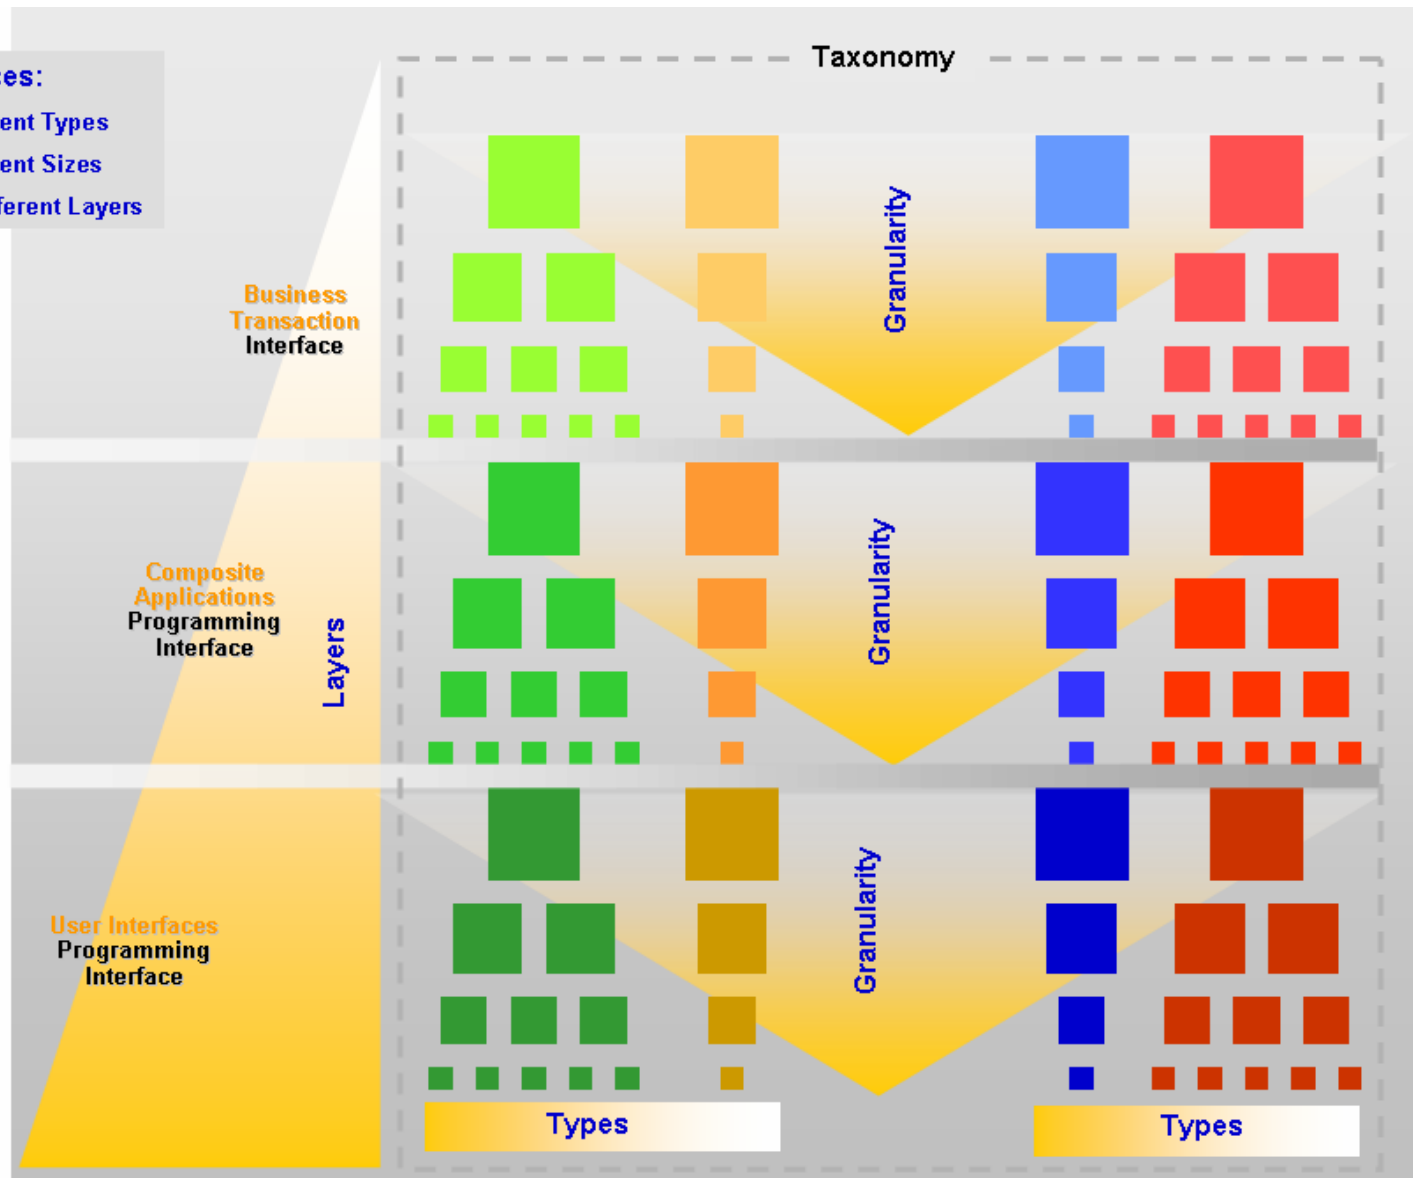 Taxonomy
es:
ent Types
ent Sizes
ferent Layers
Granularity
Business
Transaction
Interface
Granularity
Composite
Applications
Programming
Interface
Layers
Granularity
User Interfaces
Programming
Interface
Types
Types